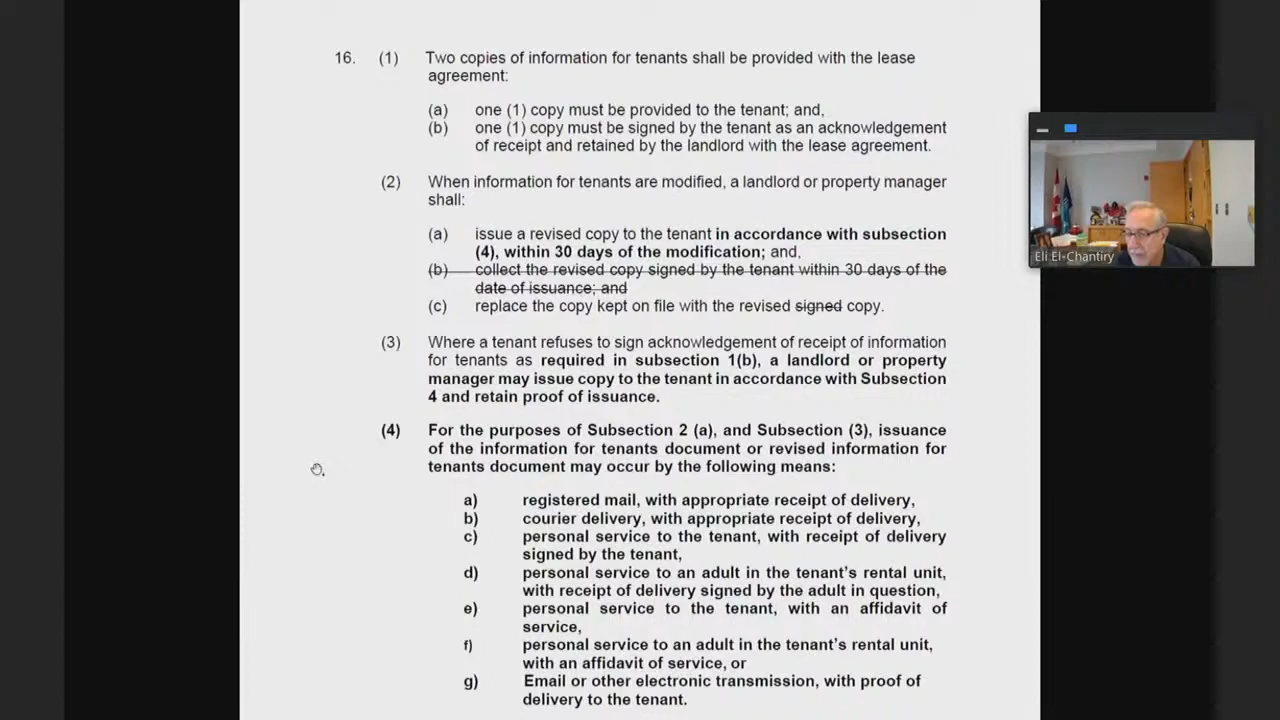 16. (1) Two copies of information for tenants shall be provided with the lease
agreement:
(a) one (1) copy must be provided to the tenant; and,
(b) one (1) copy must be signed by the tenant as an acknowledgement
of receipt and retained by the landlord with the lease agreement.
(2) When information for tenants are modified, a landlord or property manager
shall:
(a) issue a revised copy to the tenant in accordance with subsection
(4), within 30 days of the modification; and,
(b) collect the revised copy signed by the tenant within 30 days of the
date of issuance; and
(c) replace the copy kept on file with the revised signed copy.
(3) Where a tenant refuses to sign acknowledgement of receipt of information
for tenants as required in subsection 1(b), a landlord or property
manager may issue copy to the tenant in accordance with Subsection
4 and retain proof of issuance.
(4) For the purposes of Subsection 2 (a), and Subsection (3), issuance
of the information for tenants document or revised information for
tenants document may occur by the following means:
a) registered mail, with appropriate receipt of delivery,
b) courier delivery, with appropriate receipt of delivery,
c) personal service to the tenant, with receipt of delivery
signed by the tenant,
d) personal service to an adult in the tenant's rental unit,
with receipt of delivery signed by the adult in question,
e) personal service to the tenant, with an affidavit of
service,
f) personal service to an adult in the tenant's rental unit,
with an affidavit of service, or
g) Email or other electronic transmission, with proof of
delivery to the tenant.
Eli El-Chantiry